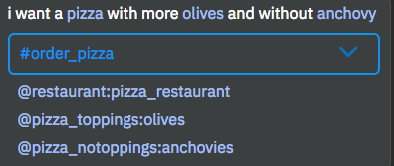 i want a pizza with more olives and without anchovy
#order_pizza
@restaurant:pizza_restaurant
@pizza_toppings:olives
@pizza_notoppings:anchovies